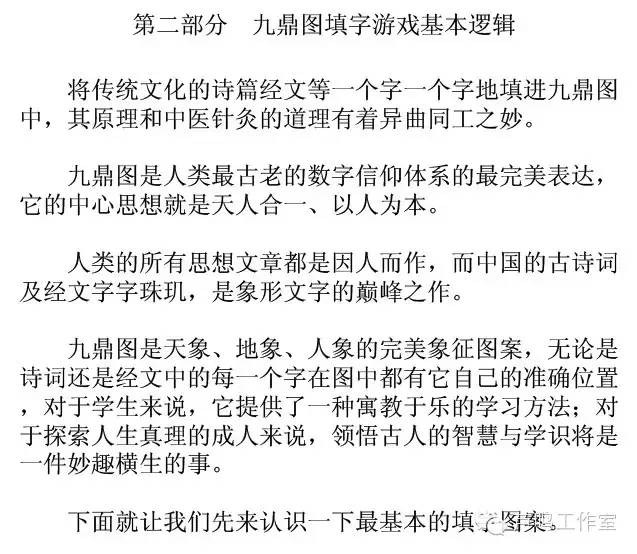 第二部分　九鼎图填字游戏基本逻辑
将传统文化的诗篇经文等一个字一个字地填进九鼎图
中，其原理和中医针灸的道理有着异曲同工之妙。
九鼎图是人类最古老的数字信仰体系的最完美表达，
它的中心思想就是天人合一、以人为本。
人类的所有思想文章都是因人而作，而中国的古诗词
及经文字字珠玑，是象形文字的巅峰之作。
九鼎图是天象、地象、人象的完美象征图案，无论是
诗词还是经文中的每一个字在图中都有它自己的准确位置
，对于学生来说，它提供了一种寓教于乐的学习方法；对
于探索人生真理的成人来说，领悟古人的智慧与学识将是
一件妙趣横生的事。
下面就让我们先来认识一下最基本的填字图案。
工作室